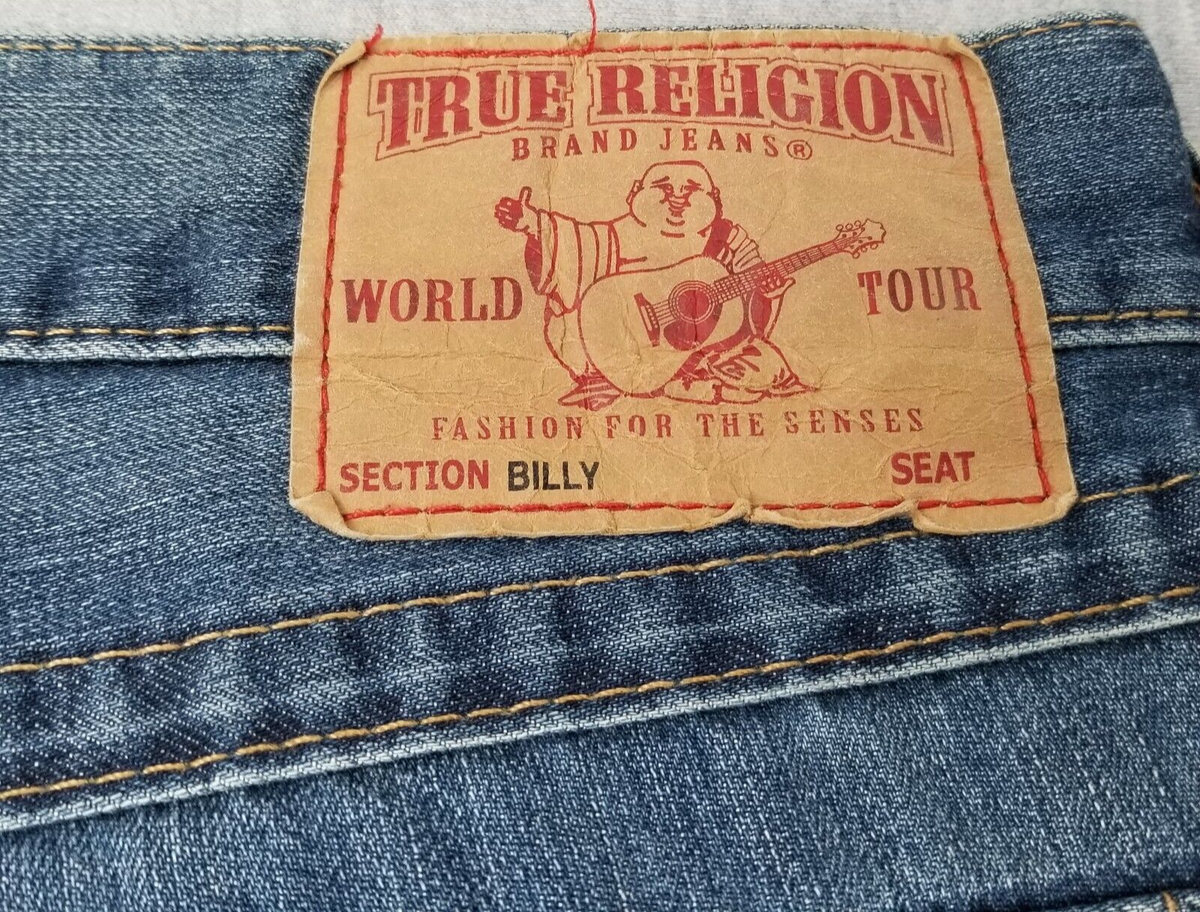 TRUE RELIGION
BRAND JEANS®
WORLD TOUR
FASHION FOR THE SENSES
SECTION BILLY SEAT